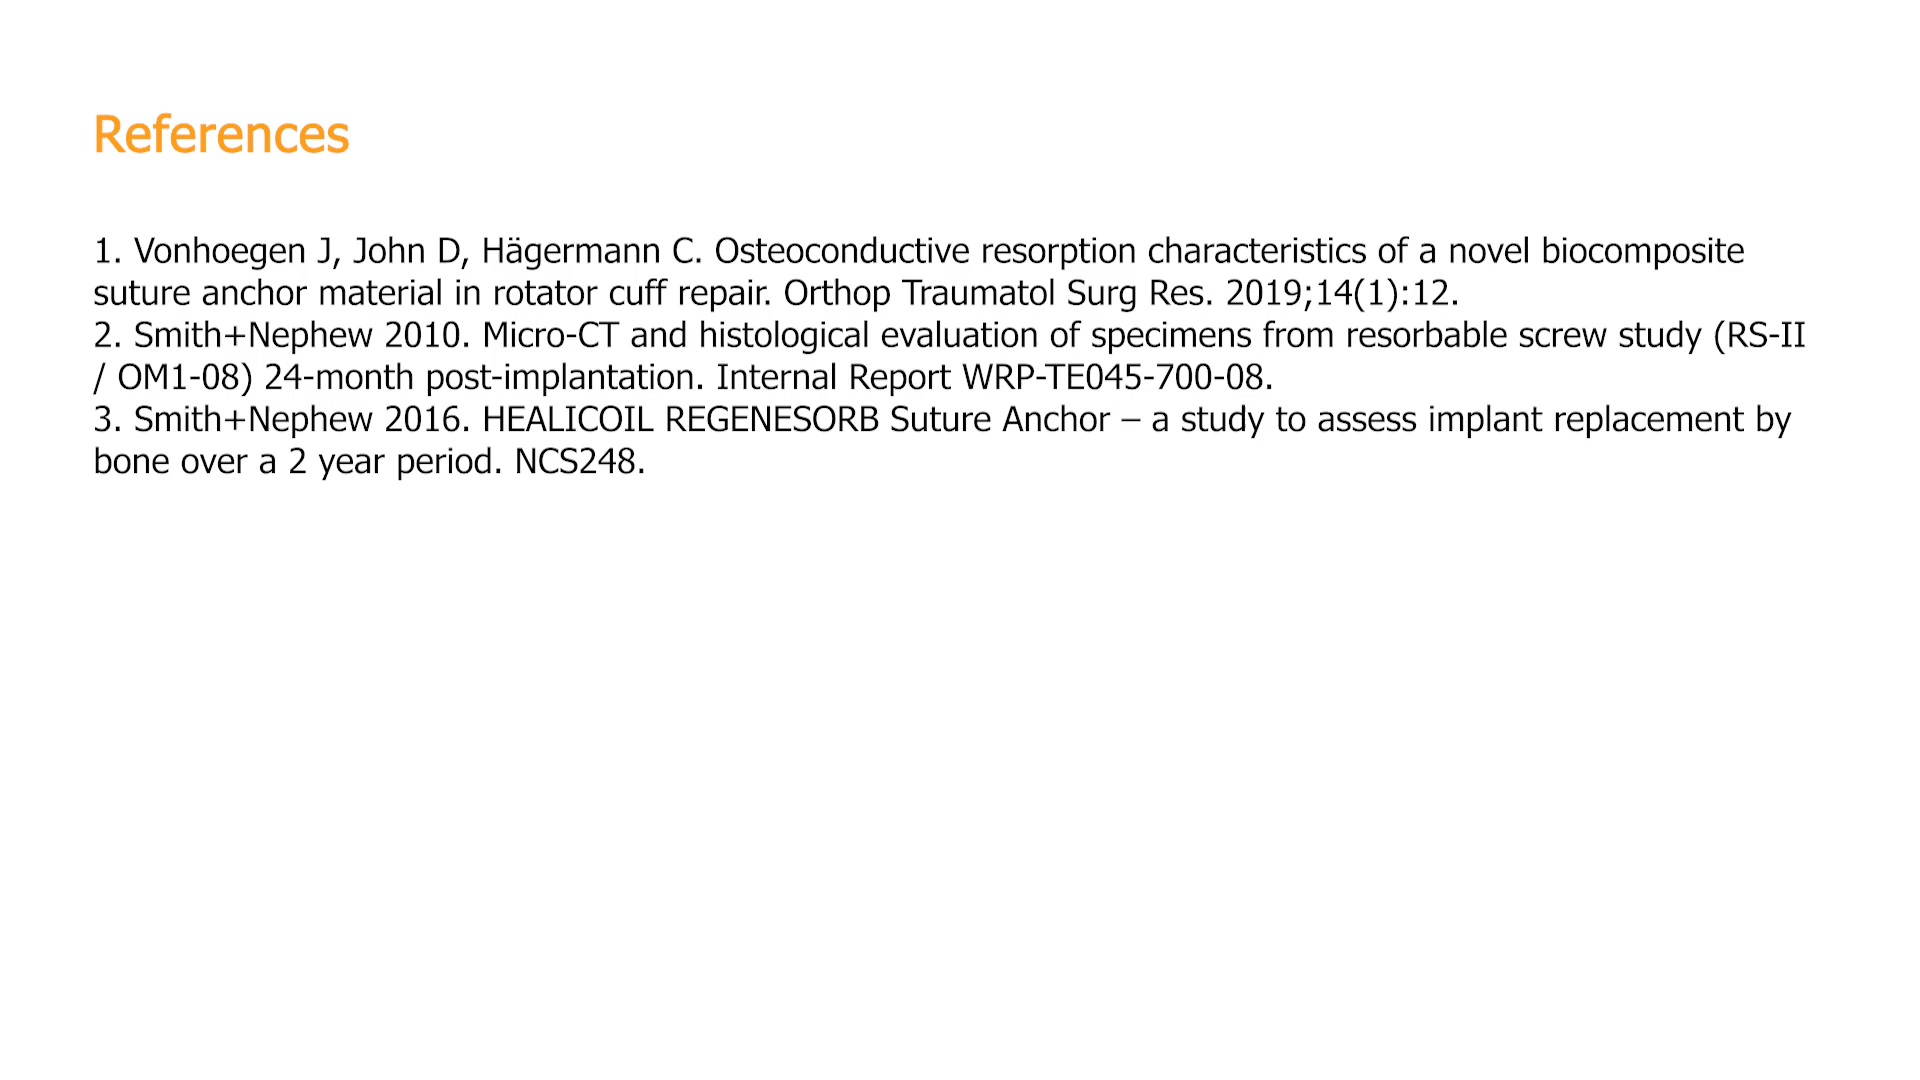 References
1. Vonhoegen J, John D, Hägermann C. Osteoconductive resorption characteristics of a novel biocomposite
suture anchor material in rotator cuff repair. Orthop Traumatol Surg Res. 2019;14(1):12.
2. Smith+Nephew 2010. Micro-CT and histological evaluation of specimens from resorbable screw study (RS-II
/ OM1-08) 24-month post-implantation. Internal Report WRP-TE045-700-08.
3. Smith+Nephew 2016. HEALICOIL REGENESORB Suture Anchor – a study to assess implant replacement by
bone over a 2 year period. NCS248.